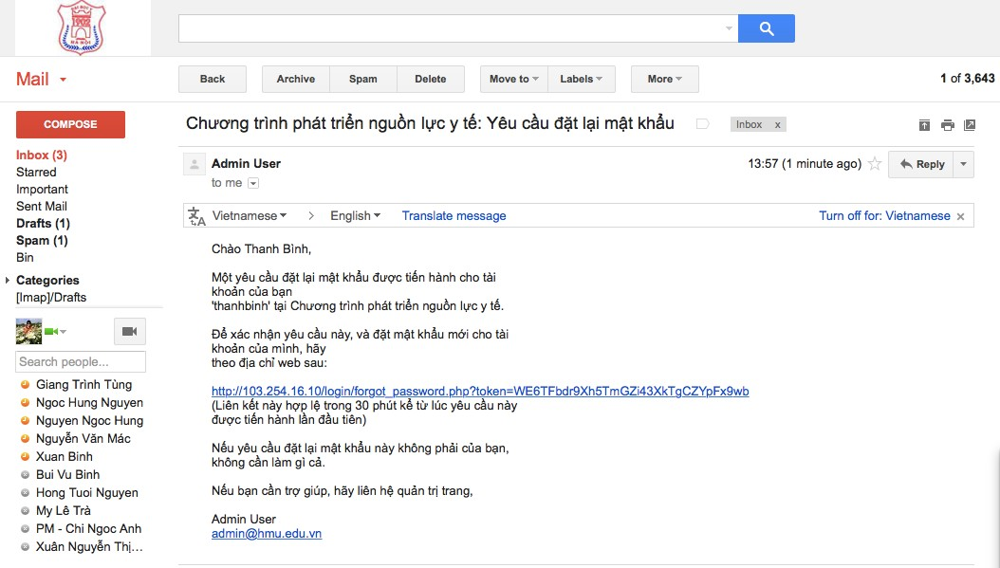 ĐẠI HỌC Y
HÀ NỘI
Mail
Back
Archive
Spam
Delete
Move to
Labels
More
1 of 3,643
COMPOSE
Inbox (3)
Starred
Important
Sent Mail
Drafts (1)
Spam (1)
Bin
Categories
[Imap]/Drafts
Search people...
Giang Trình Tùng
Ngoc Hung Nguyen
Nguyen Ngoc Hung
Nguyễn Văn Mác
Xuan Binh
Bui Vu Binh
Hong Tuoi Nguyen
My Lê Trà
PM - Chi Ngoc Anh
Xuân Nguyễn Thị…
Chương trình phát triển nguồn lực y tế: Yêu cầu đặt lại mật khẩu
Inbox x
Admin User
13:57 (1 minute ago)
Reply
to me
Vietnamese > English Translate message
Turn off for: Vietnamese x
Chào Thanh Bình,
Một yêu cầu đặt lại mật khẩu được tiến hành cho tài
khoản của bạn
'thanhbinh' tại Chương trình phát triển nguồn lực y tế.
Để xác nhận yêu cầu này, và đặt mật khẩu mới cho tài
khoản của mình, hãy
theo địa chỉ web sau:
http://103.254.16.10/login/forgot_password.php?token=WE6TFbdr9Xh5TmGZi43XkTgCZYpFx9wb
(Liên kết này hợp lệ trong 30 phút kể từ lúc yêu cầu này
được tiến hành lần đầu tiên)
Nếu yêu cầu đặt lại mật khẩu này không phải của bạn,
không cần làm gì cả.
Nếu bạn cần trợ giúp, hãy liên hệ quản trị trang,
Admin User
admin@hmu.edu.vn